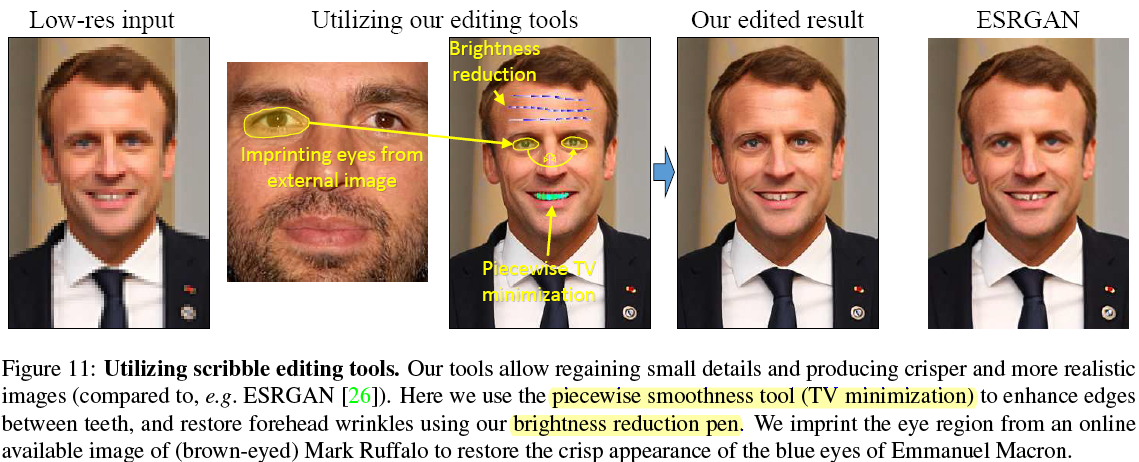 Low-res input
Utilizing our editing tools
Our edited result
ESRGAN
Brightness
reduction
Imprinting eyes from
external image
Piecewise TV
minimization
Figure 11: Utilizing scribble editing tools. Our tools allow regaining small details and producing crisper and more realistic
images (compared to, e.g. ESRGAN [26]). Here we use the piecewise smoothness tool (TV minimization) to enhance edges
between teeth, and restore forehead wrinkles using our brightness reduction pen. We imprint the eye region from an online
available image of (brown-eyed) Mark Ruffalo to restore the crisp appearance of the blue eyes of Emmanuel Macron.